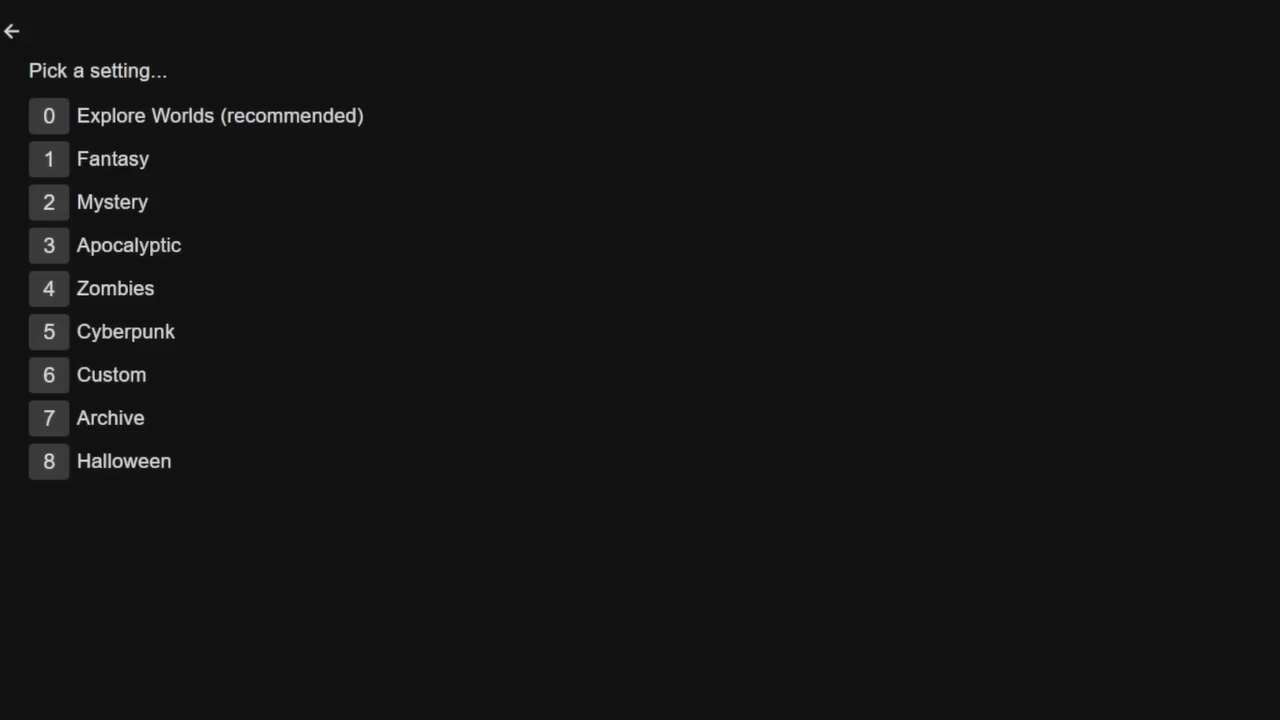 Pick a setting...
0 Explore Worlds (recommended)
1 Fantasy
2 Mystery
3 Apocalyptic
4 Zombies
5 Cyberpunk
6 Custom
7 Archive
8 Halloween